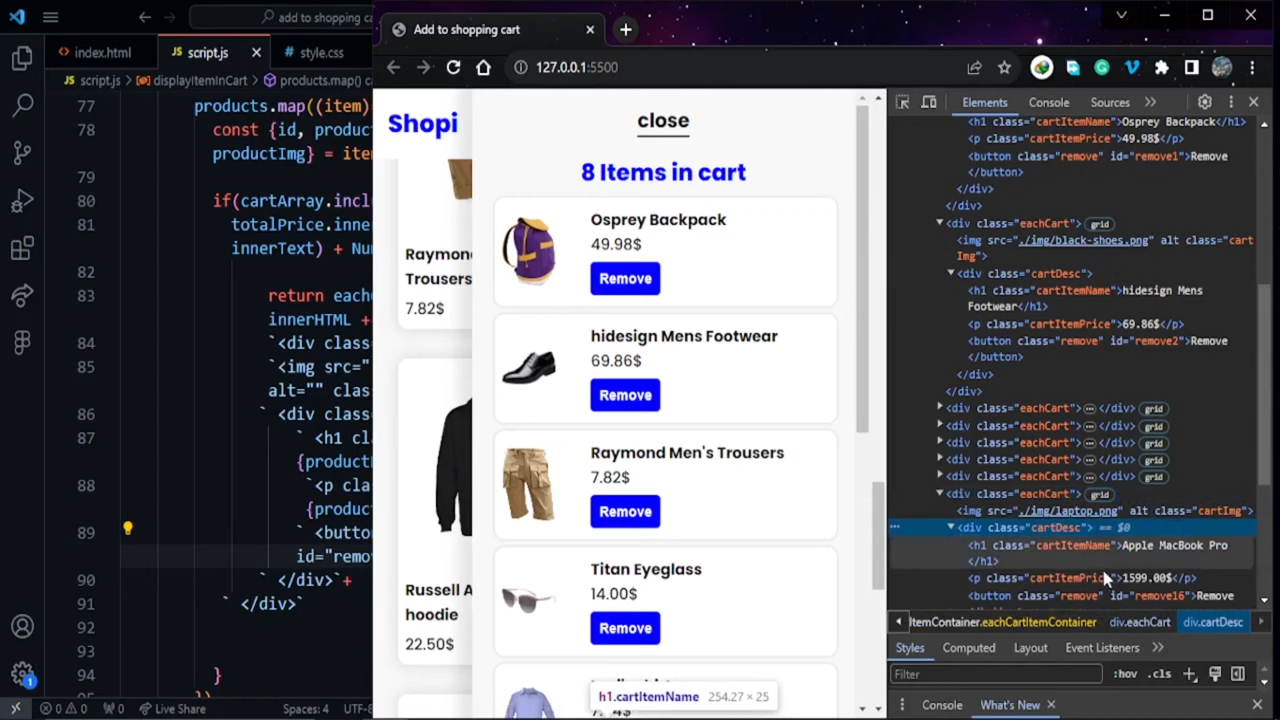 add to shopping ca
index.html
script.js
style.css
script.js > displayItemInCart > products.map() c
77 products.map((item)
78 const {id, produc
productImg} = ite
79
80 if(cartArray.incl
81 totalPrice.inne
innerText) + Nu
82
83 return each
innerHTML +
84 `<div clas
85 `<img src="
alt="" clas
86 ` <div clas
87 ` <h1 cl
{product
88 `<p clas
{produc
89 ` <button
id="remo
90 ` </div>`+
91 ` </div>`
92
93
94 }
})
0 0 0 Live Share Spaces: 4 UTF-8
Add to shopping cart
127.0.0.1:5500
Shopi
Raymon
Trousers
7.82$
Russell A
hoodie
22.50$
close
8 Items in cart
Osprey Backpack
49.98$
Remove
hidesign Mens Footwear
69.86$
Remove
Raymond Men's Trousers
7.82$
Remove
Titan Eyeglass
14.00$
Remove
h1.cartItemName 254.27 × 25
Elements Console Sources
<h1 class="cartItemName">Osprey Backpack</h1>
<p class="cartItemPrice">49.98$</p>
<button class="remove" id="remove1">Remove
</button>
</div>
</div>
<div class="eachCart"> grid
<img src="./img/black-shoes.png" alt class="cart
Img">
<div class="cartDesc">
<h1 class="cartItemName">hidesign Mens
Footwear</h1>
<p class="cartItemPrice">69.86$</p>
<button class="remove" id="remove2">Remove
</button>
</div>
</div>
<div class="eachCart">…</div> grid
<div class="eachCart">…</div> grid
<div class="eachCart">…</div> grid
<div class="eachCart">…</div> grid
<div class="eachCart">…</div> grid
<div class="eachCart"> grid
<img src="./img/laptop.png" alt class="cartImg">
<div class="cartDesc"> == $0
<h1 class="cartItemName">Apple MacBook Pro
</h1>
<p class="cartItemPrice">1599.00$</p>
<button class="remove" id="remove16">Remove
ItemContainer.eachCartItemContainer div.eachCart div.cartDesc
Styles Computed Layout Event Listeners
Filter :hov .cls
Console What's New